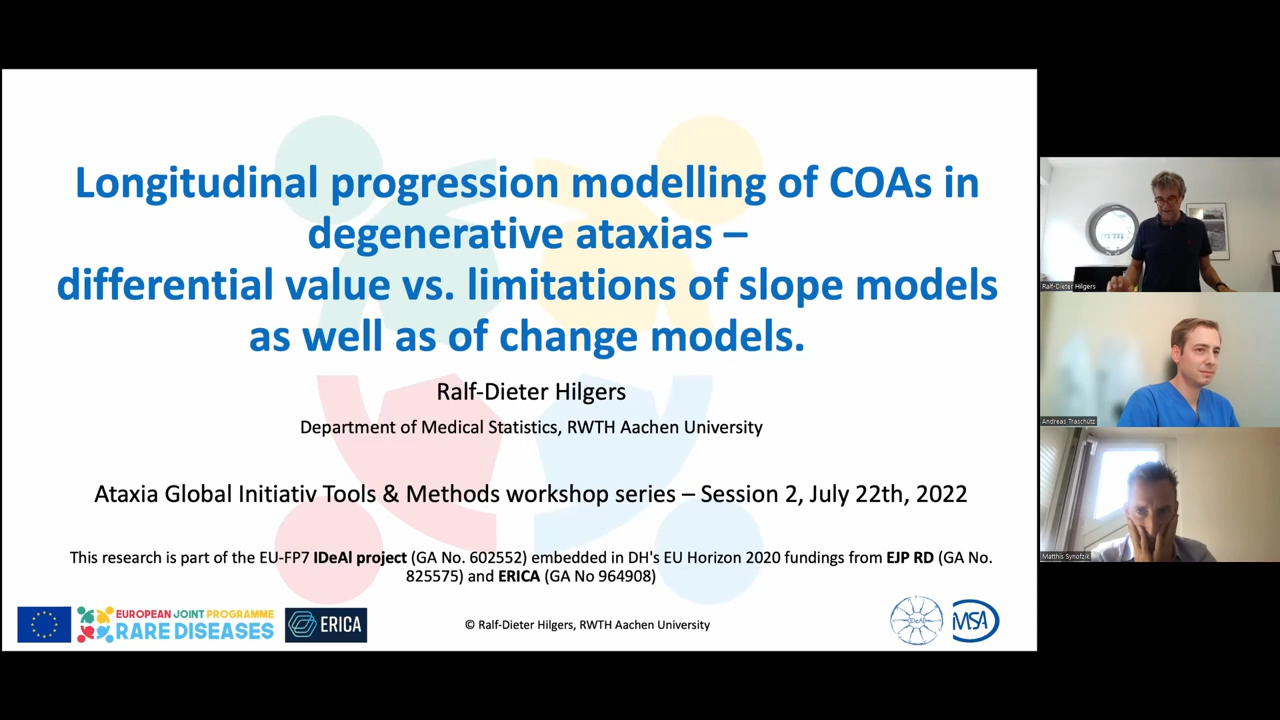 Longitudinal progression modelling of COAs in
degenerative ataxias –
differential value vs. limitations of slope models
as well as of change models.
Ralf-Dieter Hilgers
Department of Medical Statistics, RWTH Aachen University
Ataxia Global Initiativ Tools & Methods workshop series – Session 2, July 22th, 2022
This research is part of the EU-FP7 IDeAl project (GA No. 602552) embedded in DH's EU Horizon 2020 fundings from EJP RD (GA No.
825575) and ERICA (GA No 964908)
EUROPEAN JOINT PROGRAMME
RARE DISEASES
ERICA
© Ralf-Dieter Hilgers, RWTH Aachen University
IDeAl
iMSA
Ralf-Dieter Hilgers
Andreas Traschütz
Matthis Synofzik